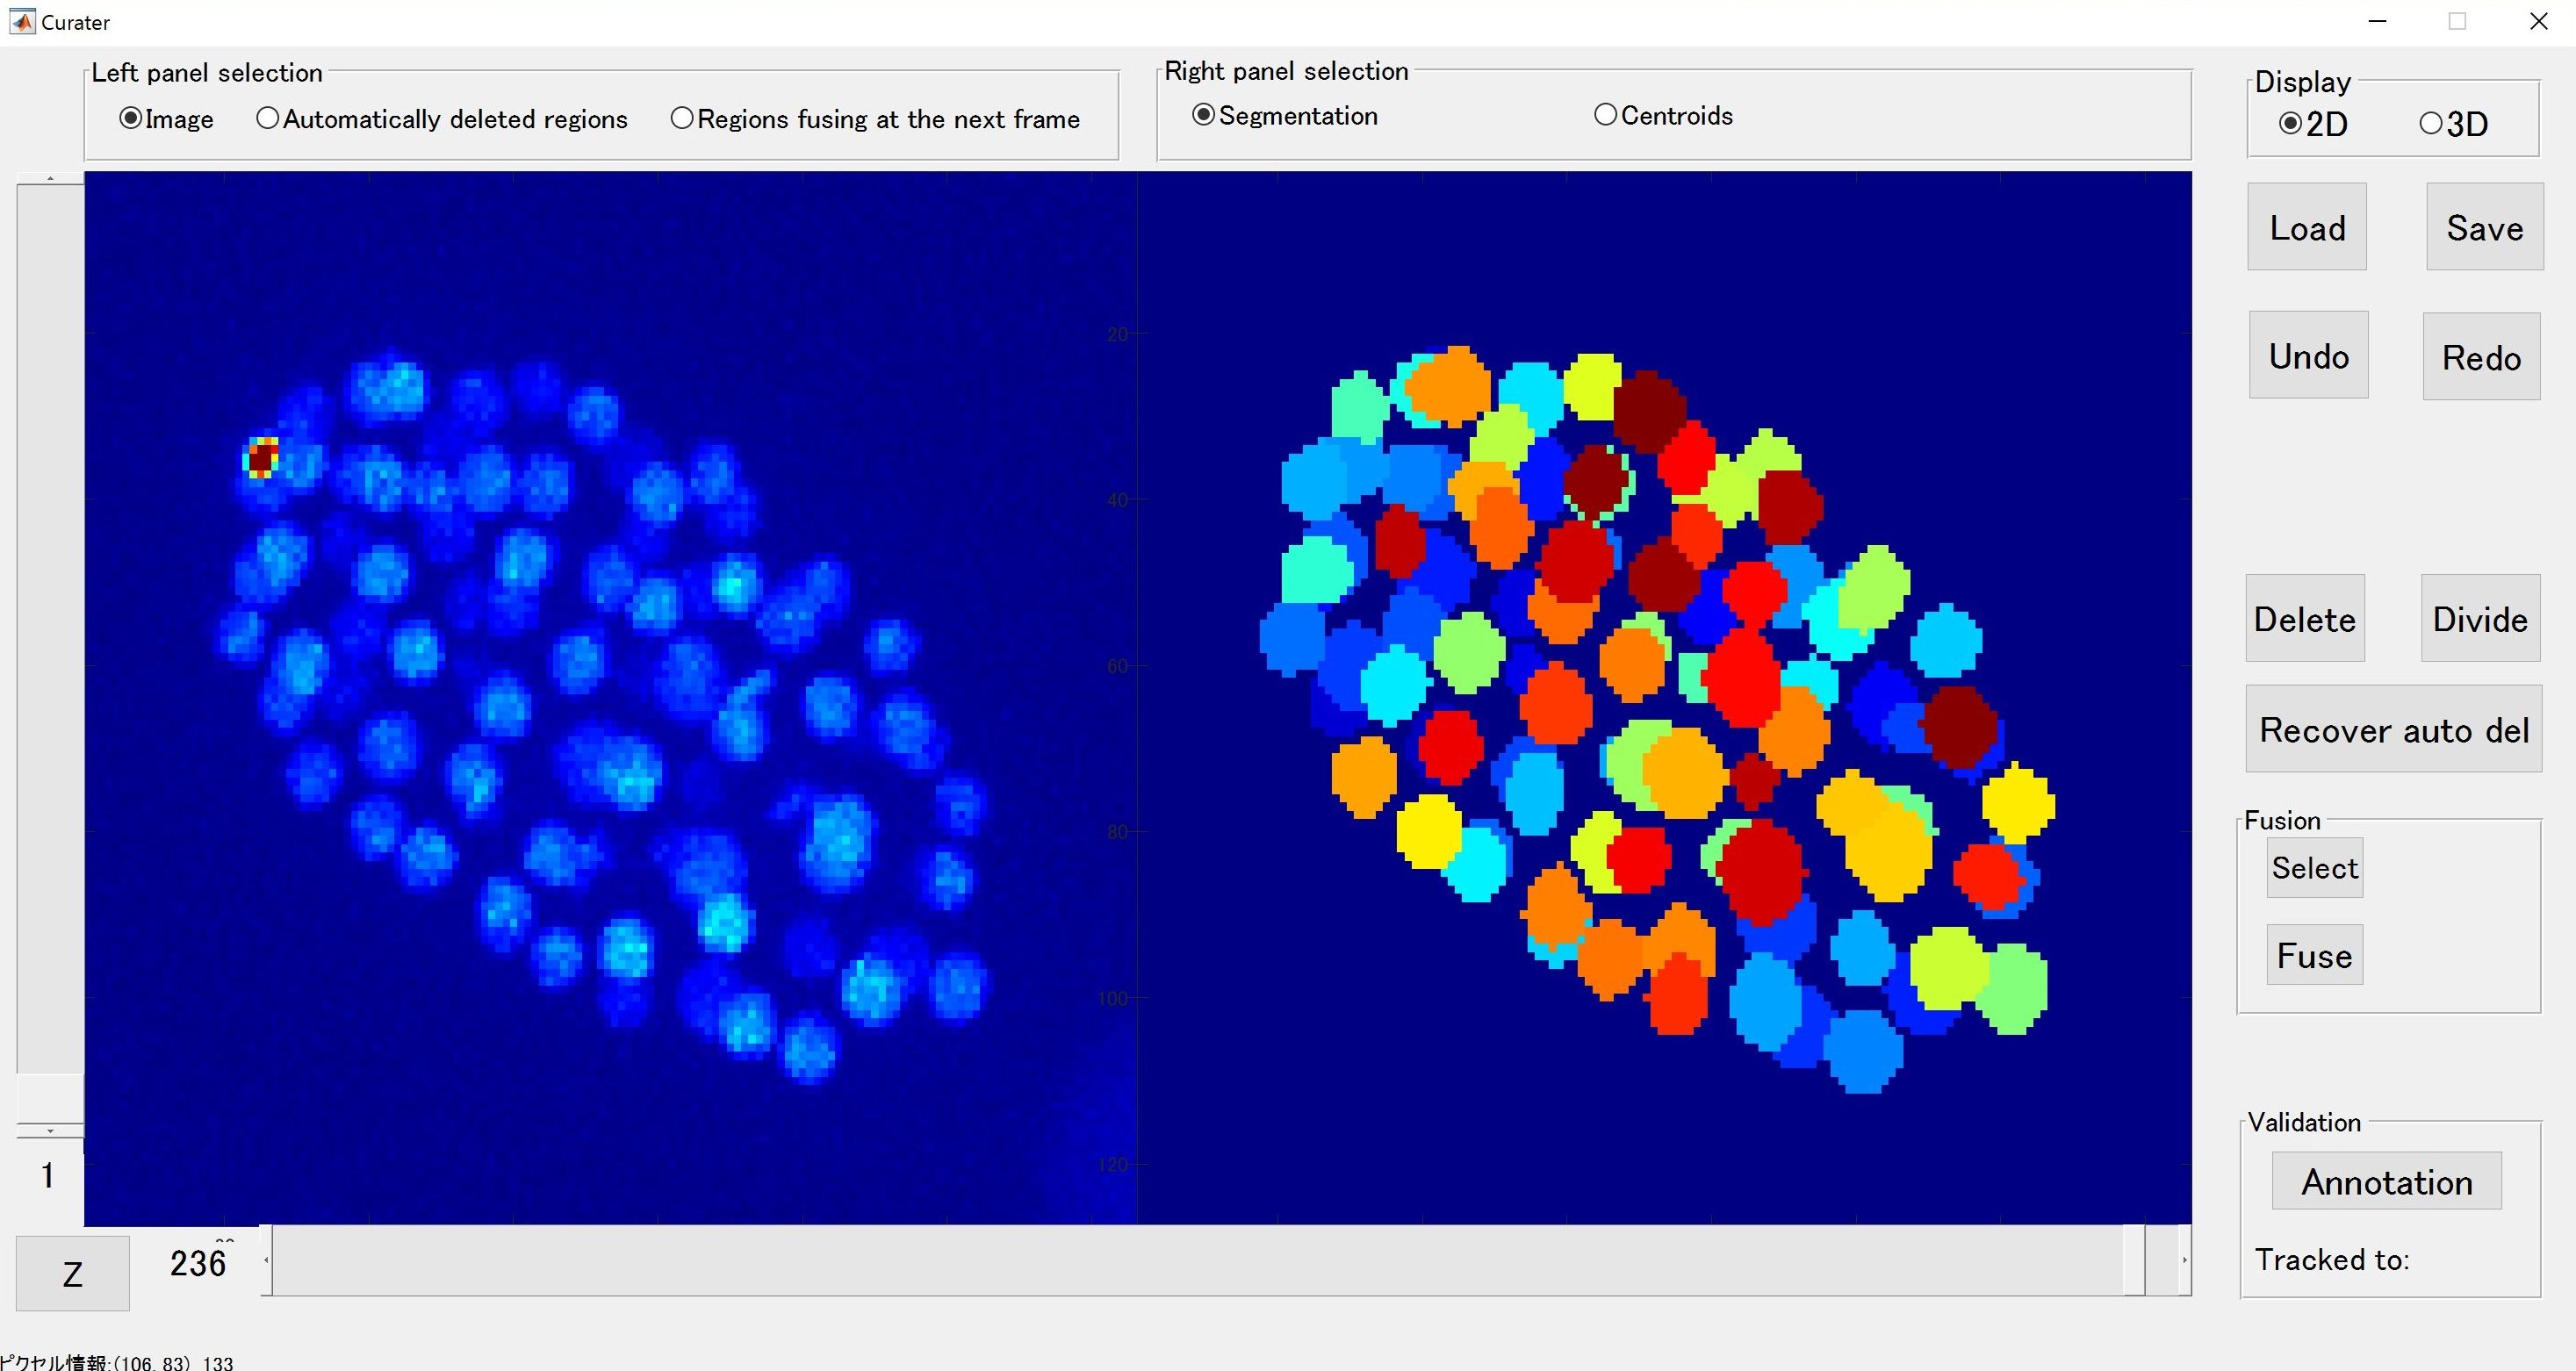 Curater
Left panel selection
Image Automatically deleted regions Regions fusing at the next frame
Right panel selection
Segmentation Centroids
Display
2D 3D
Load Save
Undo Redo
20
40
60
80
100
120
Delete Divide
Recover auto del
Fusion
Select
Fuse
Validation
Annotation
Tracked to:
1
Z 236
ピクセル情報:(106, 83) 133